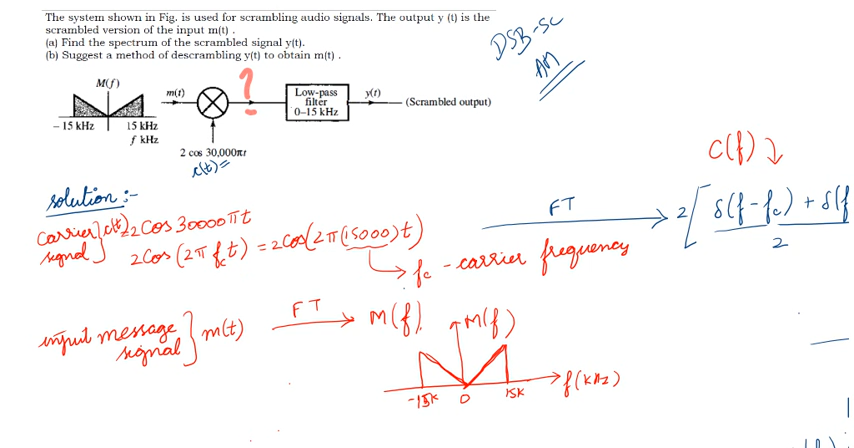 The system shown in Fig. is used for scrambling audio signals. The output y (t) is the
scrambled version of the input m(t) .
(a) Find the spectrum of the scrambled signal y(t).
(b) Suggest a method of descrambling y(t) to obtain m(t) .
DSB-SC
AM
M(f)
m(t)
?
Low-pass
filter
0–15 kHz
y(t)
(Scrambled output)
– 15 kHz
15 kHz
f kHz
2 cos 30,000πt
c(t)=
C(f)
solution :-
carrier signal } c(t)=2 Cos 30000πt
2 Cos (2π fc t) = 2 Cos (2π (15000) t)
FT
2 [ δ(f - fc) + δ(f
2
fc - carrier frequency
input message signal } m(t)
FT
M(f).
M(f)
-15K
0
15K
f(kHz)